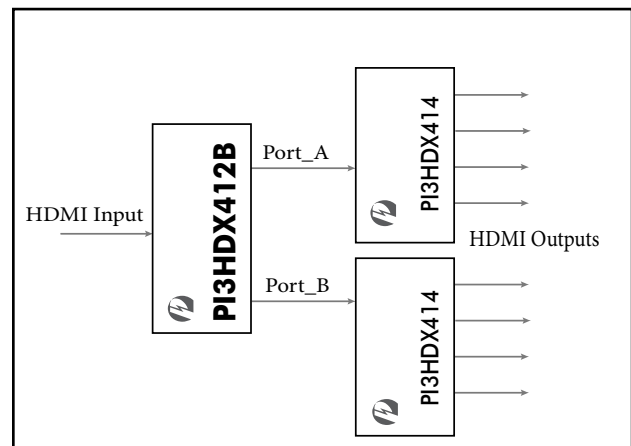 HDMI Input
PI3HDX412B
Port_A
Port_B
PI3HDX414
HDMI Outputs
PI3HDX414